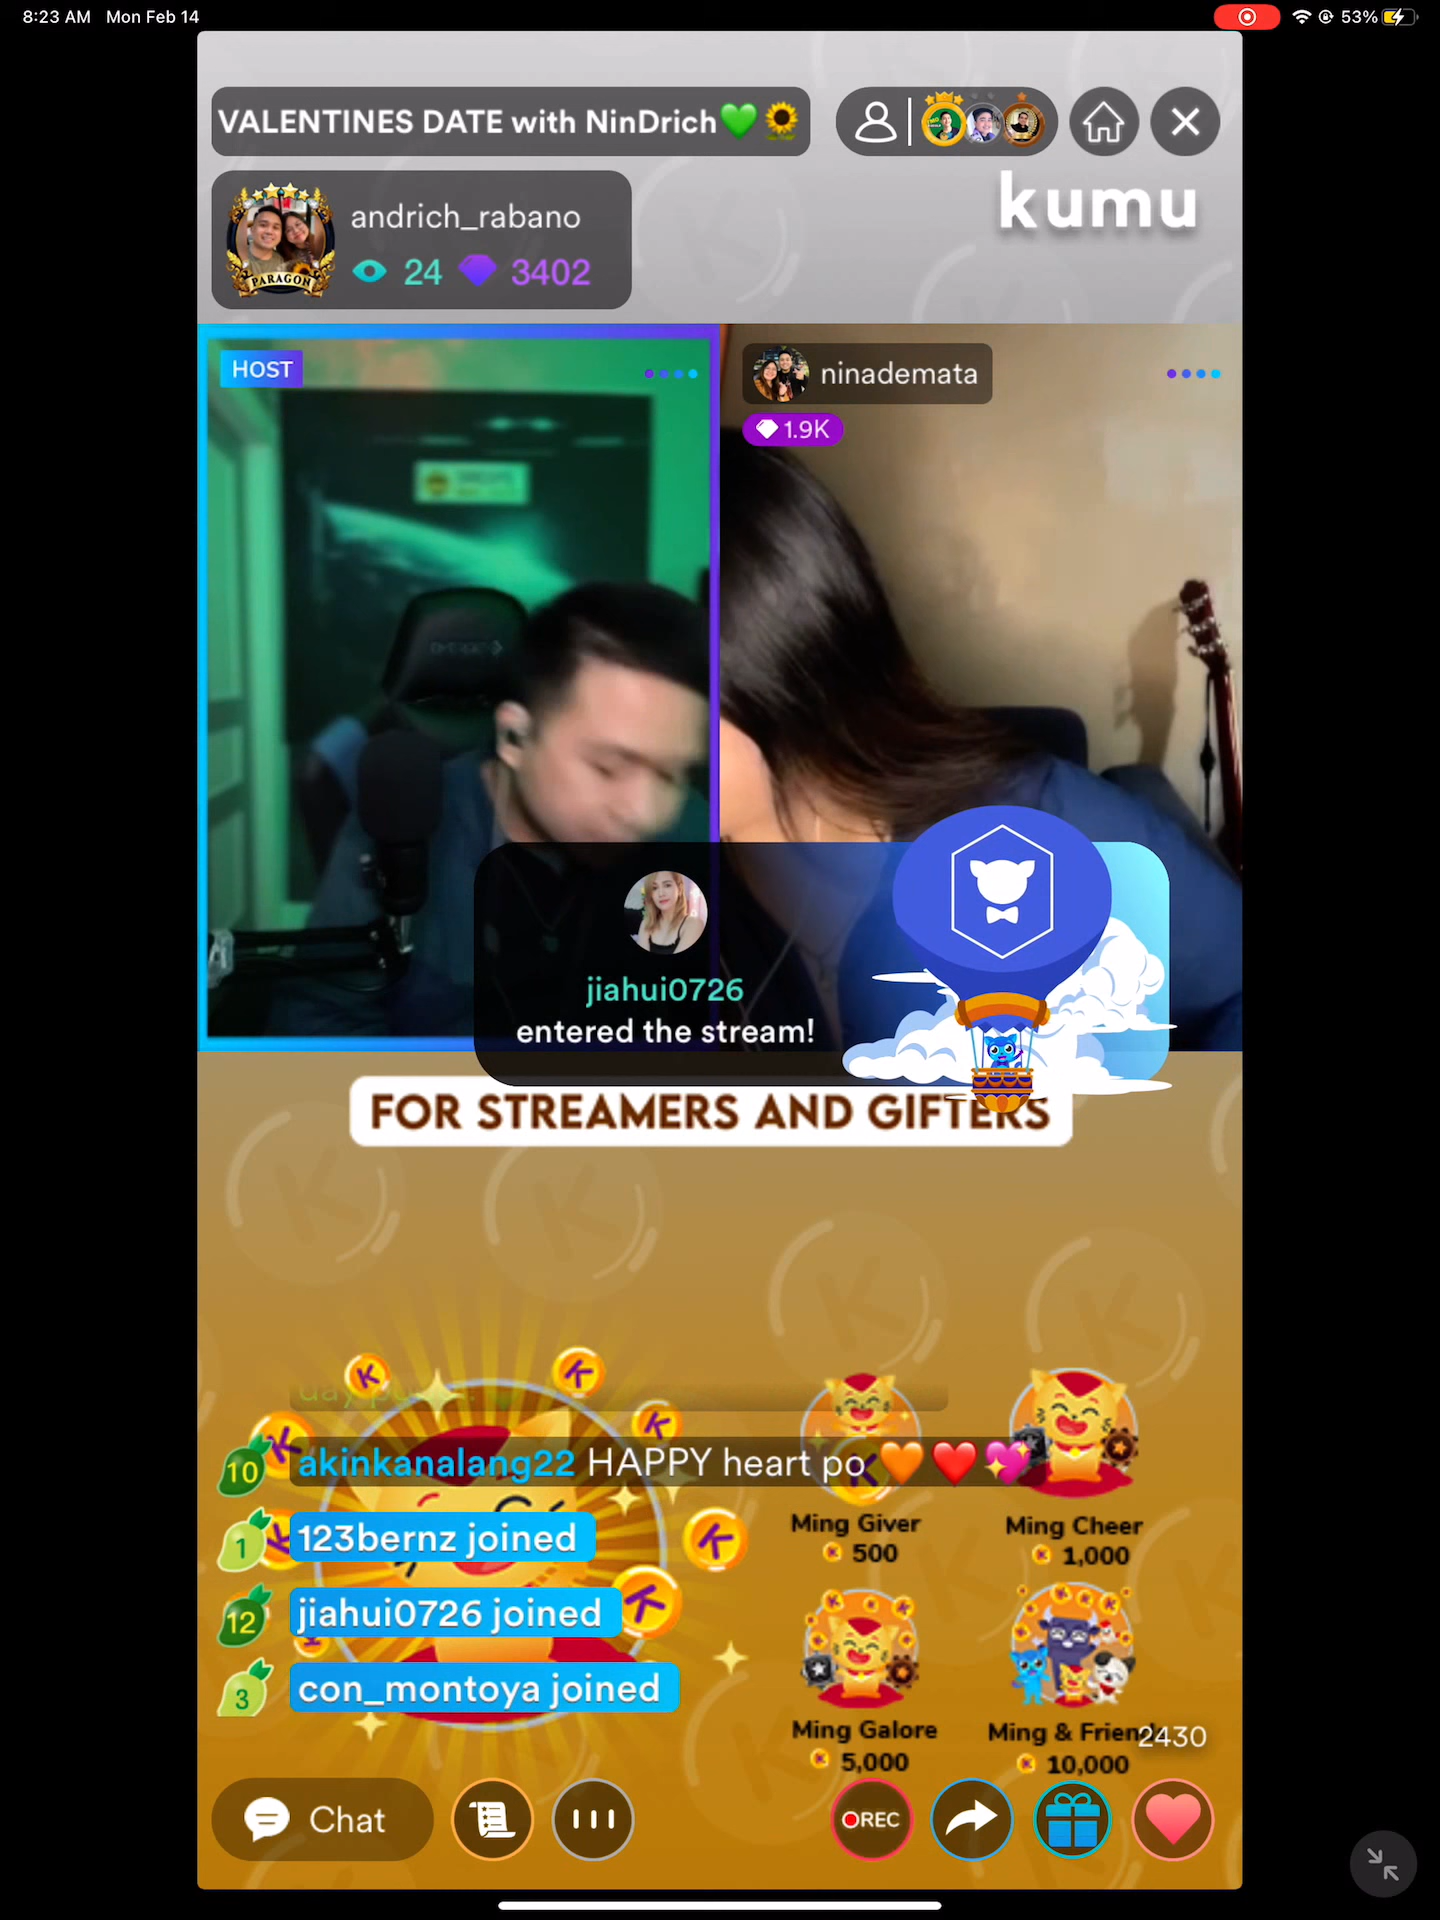 8:23 AM Mon Feb 14
53%
VALENTINES DATE with NinDrich💚🌻
kumu
andrich_rabano
24 3402
PARAGON
HOST
ninademata
1.9K
jiahui0726
entered the stream!
FOR STREAMERS AND GIFTERS
10 akinkanalang22 HAPPY heart po 🧡❤️💖
1 123bernz joined
12 jiahui0726 joined
3 con_montoya joined
Ming Giver
500
Ming Cheer
1,000
Ming Galore
5,000
Ming & Friends
10,000
2430
Chat
REC